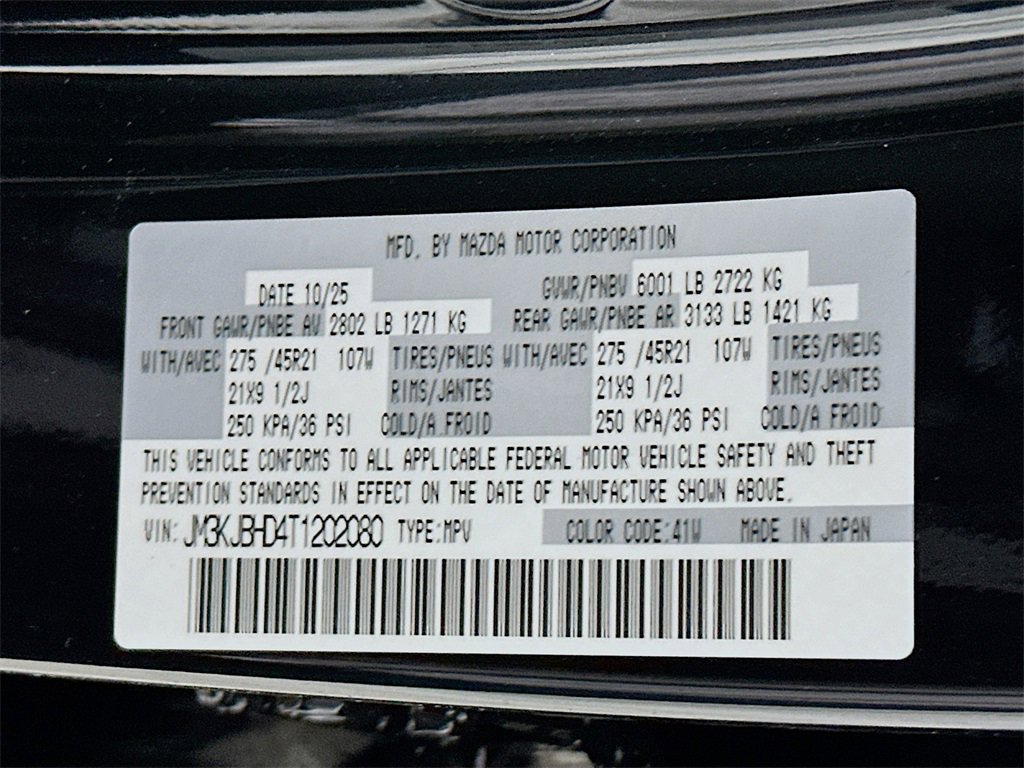 MFD. BY MAZDA MOTOR CORPORATION
DATE 10/25 GVWR/PNBV 6001 LB 2722 KG
FRONT GAWR/PNBE AV 2802 LB 1271 KG REAR GAWR/PNBE AR 3133 LB 1421 KG
WITH/AVEC 275 /45R21 107W TIRES/PNEUS WITH/AVEC 275 /45R21 107W TIRES/PNEUS
21X9 1/2J RIMS/JANTES 21X9 1/2J RIMS/JANTES
250 KPA/36 PSI COLD/A FROID 250 KPA/36 PSI COLD/A FROID
THIS VEHICLE CONFORMS TO ALL APPLICABLE FEDERAL MOTOR VEHICLE SAFETY AND THEFT
PREVENTION STANDARDS IN EFFECT ON THE DATE OF MANUFACTURE SHOWN ABOVE.
VIN: JM3KJBHD4T1202080 TYPE:MPV COLOR CODE:41W MADE IN JAPAN